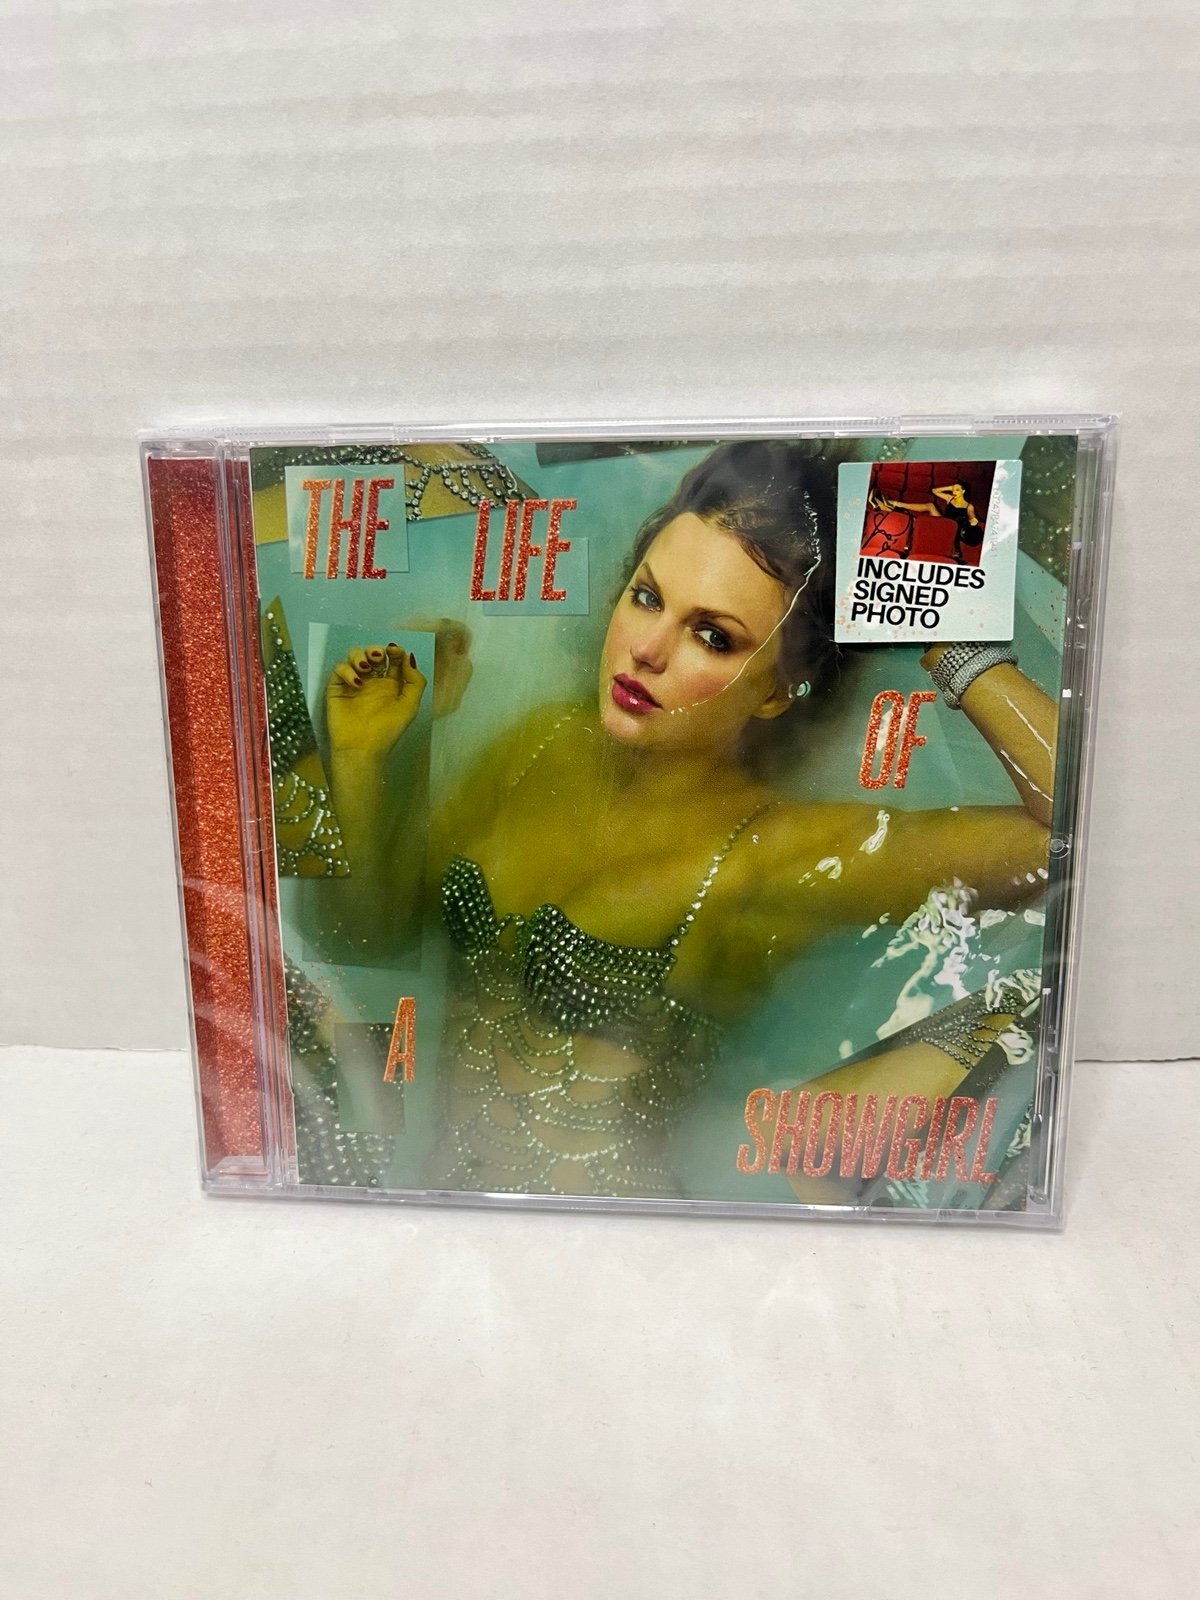 THE
LIFE
INCLUDES
SIGNED
PHOTO
OF
A
SHOWGIRL